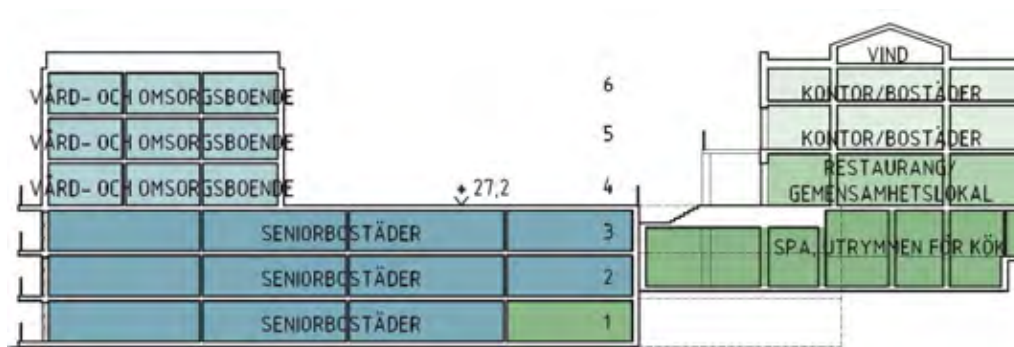 VIND
VÅRD- OCH OMSORGSBOENDE
6
KONTOR/BOSTÄDER
VÅRD- OCH OMSORGSBOENDE
5
KONTOR/BOSTÄDER
VÅRD- OCH OMSORGSBOENDE
+ 27,2
4
RESTAURANG/
GEMENSAMHETSLOKAL
SENIORBOSTÄDER
3
SPA, UTRYMMEN FÖR KÖK
SENIORBOSTÄDER
2
SENIORBOSTÄDER
1